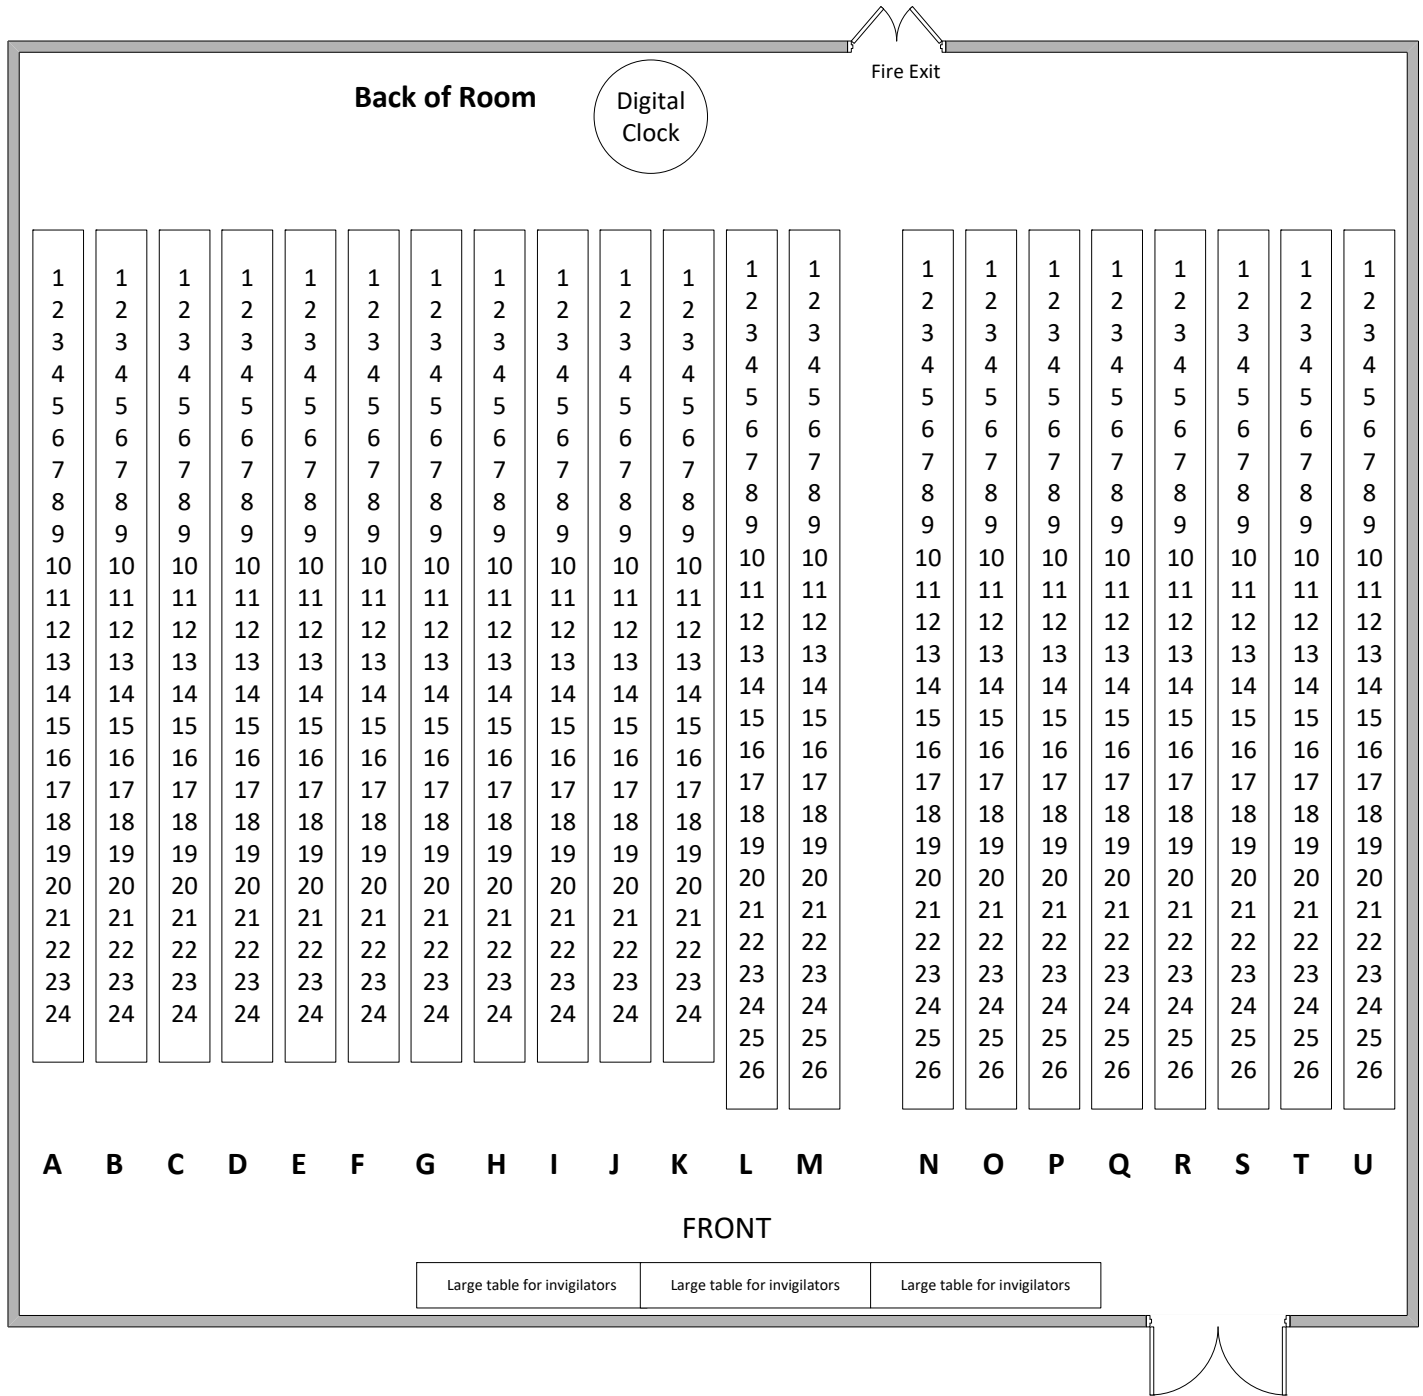 Fire Exit
Back of Room
Digital
Clock
1 1 1 1 1 1 1 1 1 1 1 1 1 1 1 1 1 1 1 1 1
2 2 2 2 2 2 2 2 2 2 2 2 2 2 2 2 2 2 2 2 2
3 3 3 3 3 3 3 3 3 3 3 3 3 3 3 3 3 3 3 3 3
4 4 4 4 4 4 4 4 4 4 4 4 4 4 4 4 4 4 4 4 4
5 5 5 5 5 5 5 5 5 5 5 5 5 5 5 5 5 5 5 5 5
6 6 6 6 6 6 6 6 6 6 6 6 6 6 6 6 6 6 6 6 6
7 7 7 7 7 7 7 7 7 7 7 7 7 7 7 7 7 7 7 7 7
8 8 8 8 8 8 8 8 8 8 8 8 8 8 8 8 8 8 8 8 8
9 9 9 9 9 9 9 9 9 9 9 9 9 9 9 9 9 9 9 9 9
10 10 10 10 10 10 10 10 10 10 10 10 10 10 10 10 10 10 10 10 10
11 11 11 11 11 11 11 11 11 11 11 11 11 11 11 11 11 11 11 11 11
12 12 12 12 12 12 12 12 12 12 12 12 12 12 12 12 12 12 12 12 12
13 13 13 13 13 13 13 13 13 13 13 13 13 13 13 13 13 13 13 13 13
14 14 14 14 14 14 14 14 14 14 14 14 14 14 14 14 14 14 14 14 14
15 15 15 15 15 15 15 15 15 15 15 15 15 15 15 15 15 15 15 15 15
16 16 16 16 16 16 16 16 16 16 16 16 16 16 16 16 16 16 16 16 16
17 17 17 17 17 17 17 17 17 17 17 17 17 17 17 17 17 17 17 17 17
18 18 18 18 18 18 18 18 18 18 18 18 18 18 18 18 18 18 18 18 18
19 19 19 19 19 19 19 19 19 19 19 19 19 19 19 19 19 19 19 19 19
20 20 20 20 20 20 20 20 20 20 20 20 20 20 20 20 20 20 20 20 20
21 21 21 21 21 21 21 21 21 21 21 21 21 21 21 21 21 21 21 21 21
22 22 22 22 22 22 22 22 22 22 22 22 22 22 22 22 22 22 22 22 22
23 23 23 23 23 23 23 23 23 23 23 23 23 23 23 23 23 23 23 23 23
24 24 24 24 24 24 24 24 24 24 24 24 24 24 24 24 24 24 24 24 24
25 25 25 25 25 25 25 25 25 25
26 26 26 26 26 26 26 26 26 26
A B C D E F G H I J K L M N O P Q R S T U
FRONT
Large table for invigilators Large table for invigilators Large table for invigilators